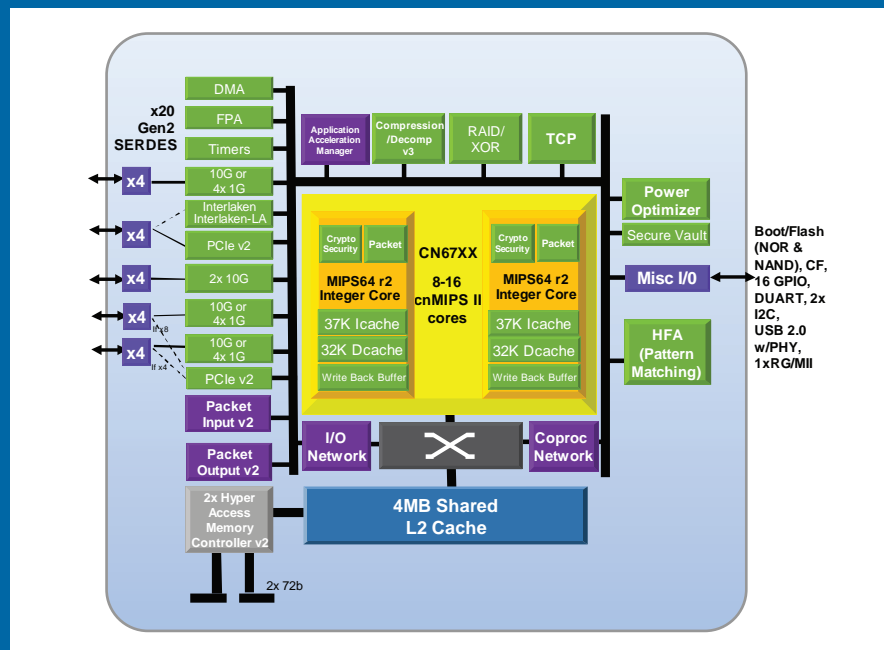 x20
Gen2
SERDES
DMA
FPA
Timers
10G or
4x 1G
Interlaken
Interlaken-LA
PCIe v2
2x 10G
10G or
4x 1G
10G or
4x 1G
PCIe v2
x4
x4
x4
x4
x4
If x8
If x4
Packet
Input v2
Packet
Output v2
2x Hyper
Access
Memory
Controller v2
2x 72b
Application
Acceleration
Manager
Compression
/Decomp
v3
RAID/
XOR
TCP
Crypto
Security
Packet
MIPS64 r2
Integer Core
37K Icache
32K Dcache
Write Back Buffer
CN67XX
8-16
cnMIPS II
cores
Crypto
Security
Packet
MIPS64 r2
Integer Core
37K Icache
32K Dcache
Write Back Buffer
I/O
Network
Coproc
Network
4MB Shared
L2 Cache
Power
Optimizer
Secure Vault
Misc I/0
HFA
(Pattern
Matching)
Boot/Flash
(NOR &
NAND), CF,
16 GPIO,
DUART, 2x
I2C,
USB 2.0
w/PHY,
1xRG/MII